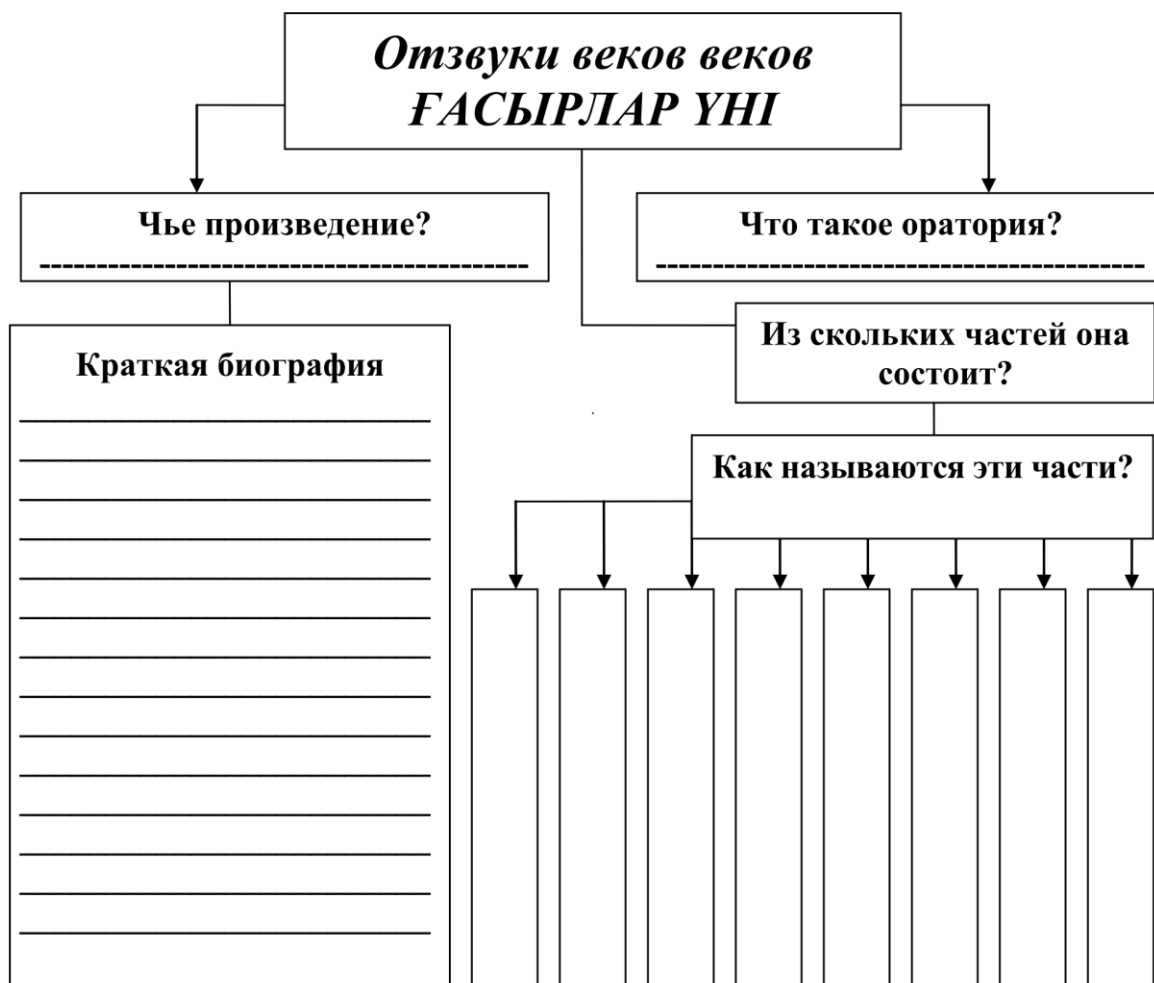 Отзвуки веков веков
ҒАСЫРЛАР ҮНІ
Чье произведение?
Что такое оратория?
Из скольких частей она
состоит?
Краткая биография
Как называются эти части?